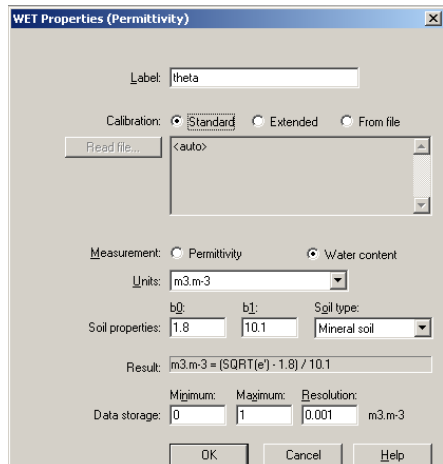 WET Properties (Permittivity)
Label: theta
Calibration: Standard Extended From file
Read file... <auto>
Measurement: Permittivity Water content
Units: m3.m-3
b0: b1: Soil type:
Soil properties: 1.8 10.1 Mineral soil
Result: m3.m-3 = (SQRT(e') - 1.8) / 10.1
Minimum: Maximum: Resolution:
Data storage: 0 1 0.001 m3.m-3
OK Cancel Help